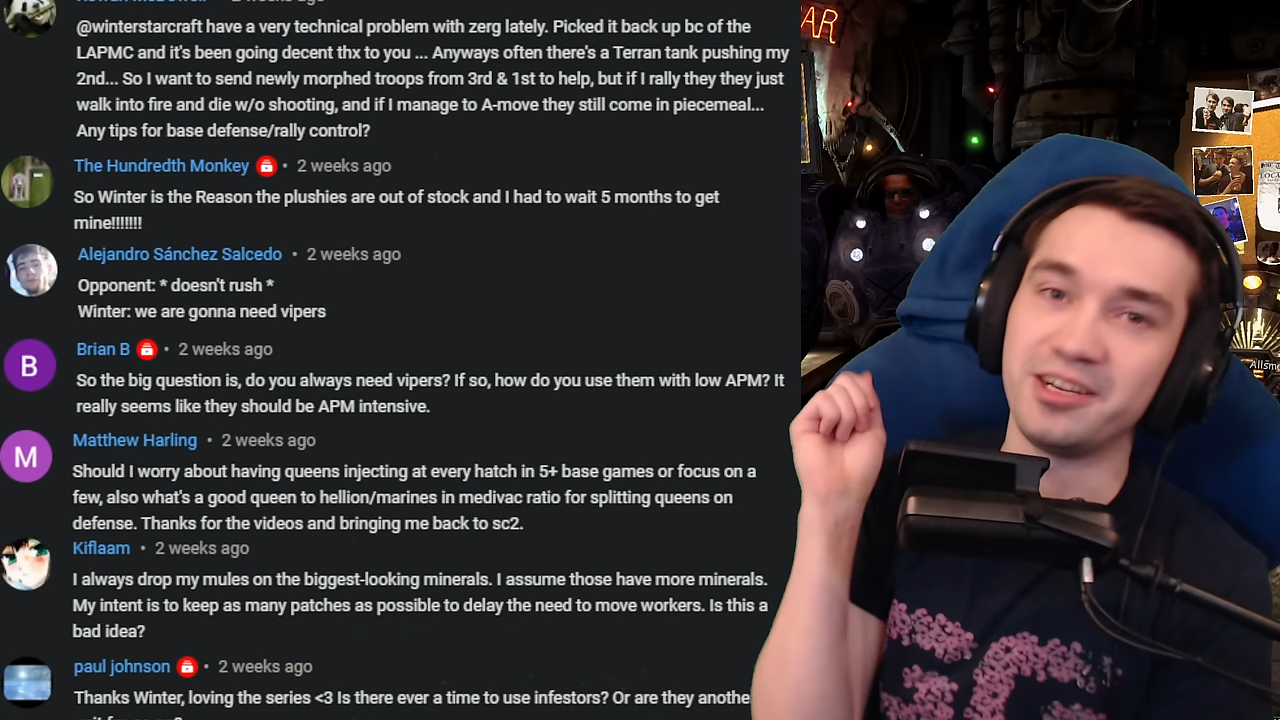 2 weeks ago
@winterstarcraft have a very technical problem with zerg lately. Picked it back up bc of the
LAPMC and it's been going decent thx to you ... Anyways often there's a Terran tank pushing my
2nd... So I want to send newly morphed troops from 3rd & 1st to help, but if I rally they they just
walk into fire and die w/o shooting, and if I manage to A-move they still come in piecemeal...
Any tips for base defense/rally control?
The Hundredth Monkey • 2 weeks ago
So Winter is the Reason the plushies are out of stock and I had to wait 5 months to get
mine!!!!!!!
Alejandro Sánchez Salcedo • 2 weeks ago
Opponent: * doesn't rush *
Winter: we are gonna need vipers
B
Brian B • 2 weeks ago
So the big question is, do you always need vipers? If so, how do you use them with low APM? It
really seems like they should be APM intensive.
M
Matthew Harling • 2 weeks ago
Should I worry about having queens injecting at every hatch in 5+ base games or focus on a
few, also what's a good queen to hellion/marines in medivac ratio for splitting queens on
defense. Thanks for the videos and bringing me back to sc2.
Kiflaam • 2 weeks ago
I always drop my mules on the biggest-looking minerals. I assume those have more minerals.
My intent is to keep as many patches as possible to delay the need to move workers. Is this a
bad idea?
paul johnson • 2 weeks ago
Thanks Winter, loving the series <3 Is there ever a time to use infestors? Or are they anothe
AR